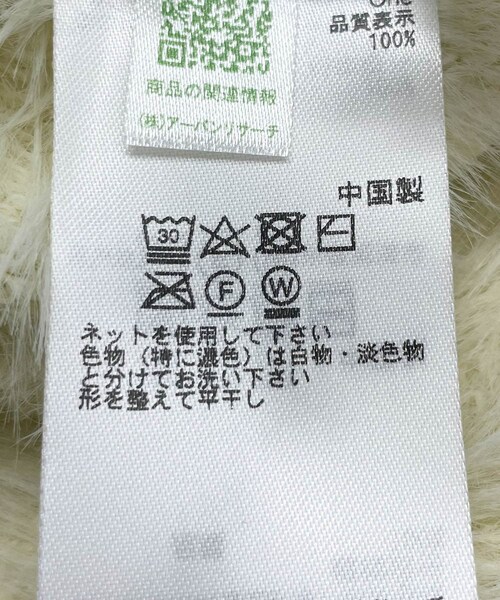 One
品質表示
100%
商品の関連情報
(株)アーバンリサーチ
中国製
30
F
W
ネットを使用して下さい
色物(特に濃色)は白物・淡色物
と分けてお洗い下さい
形を整えて平干し